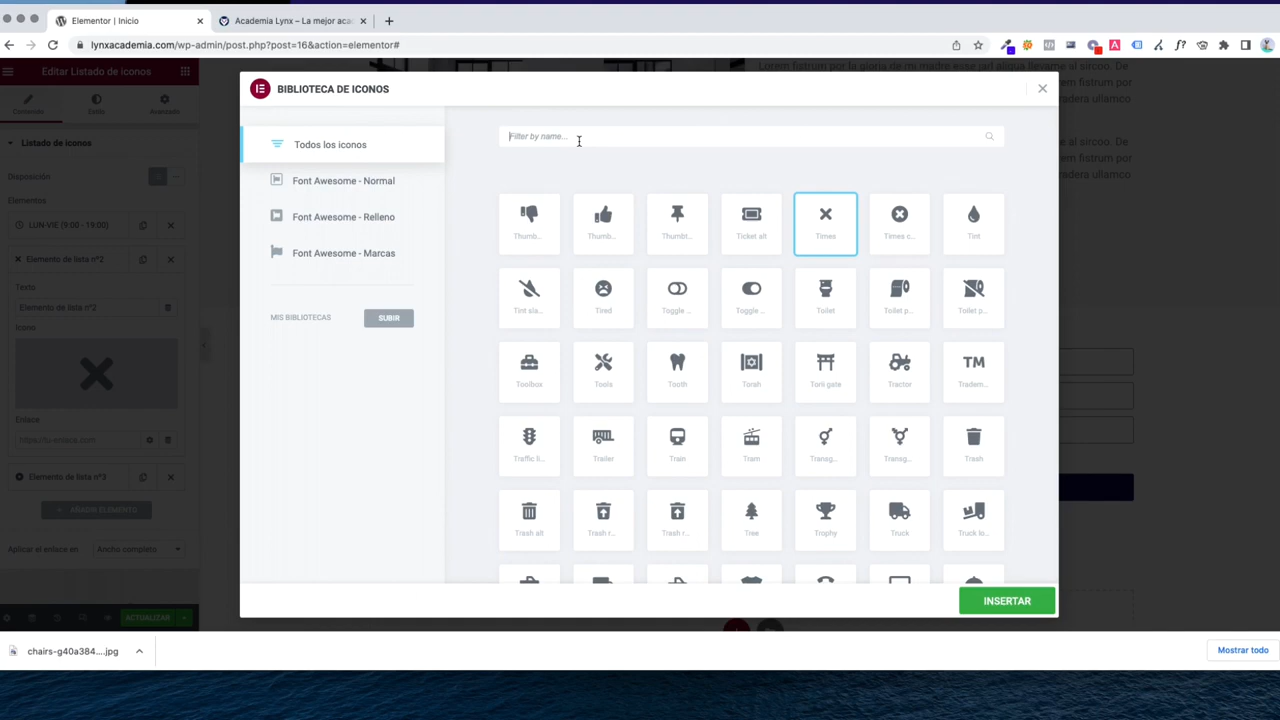 Elementor | Inicio
Academia Lynx – La mejor aca
lynxacademia.com/wp-admin/post.php?post=16&action=elementor#
Editar Listado de iconos
Contenido
Estilo
Avanzado
Listado de iconos
Disposición
Elementos
LUN-VIE (9:00 - 19:00)
Elemento de lista nº2
Texto
Elemento de lista nº2
Icono
Enlace
https://tu-enlace.com
Elemento de lista nº3
AÑADIR ELEMENTO
Aplicar el enlace en
Ancho completo
ACTUALIZAR
Lorem fistrum por la gloria de mi madre esse jarl aliqua llevame al sircoo. De
fistrum por
ullamco
al sircoo. De
fistrum por
dera ullamco
BIBLIOTECA DE ICONOS
Todos los iconos
Font Awesome - Normal
Font Awesome - Relleno
Font Awesome - Marcas
MIS BIBLIOTECAS
SUBIR
Filter by name...
Thumb... Thumb... Thumbt... Ticket alt Times Times c... Tint
Tint sla... Tired Toggle ... Toggle ... Toilet Toilet p... Toilet p...
Toolbox Tools Tooth Torah Torii gate Tractor Tradem...
Traffic li... Trailer Train Tram Transg... Transg... Trash
Trash alt Trash r... Trash r... Tree Trophy Truck Truck lo...
INSERTAR
chairs-g40a384....jpg
Mostrar todo